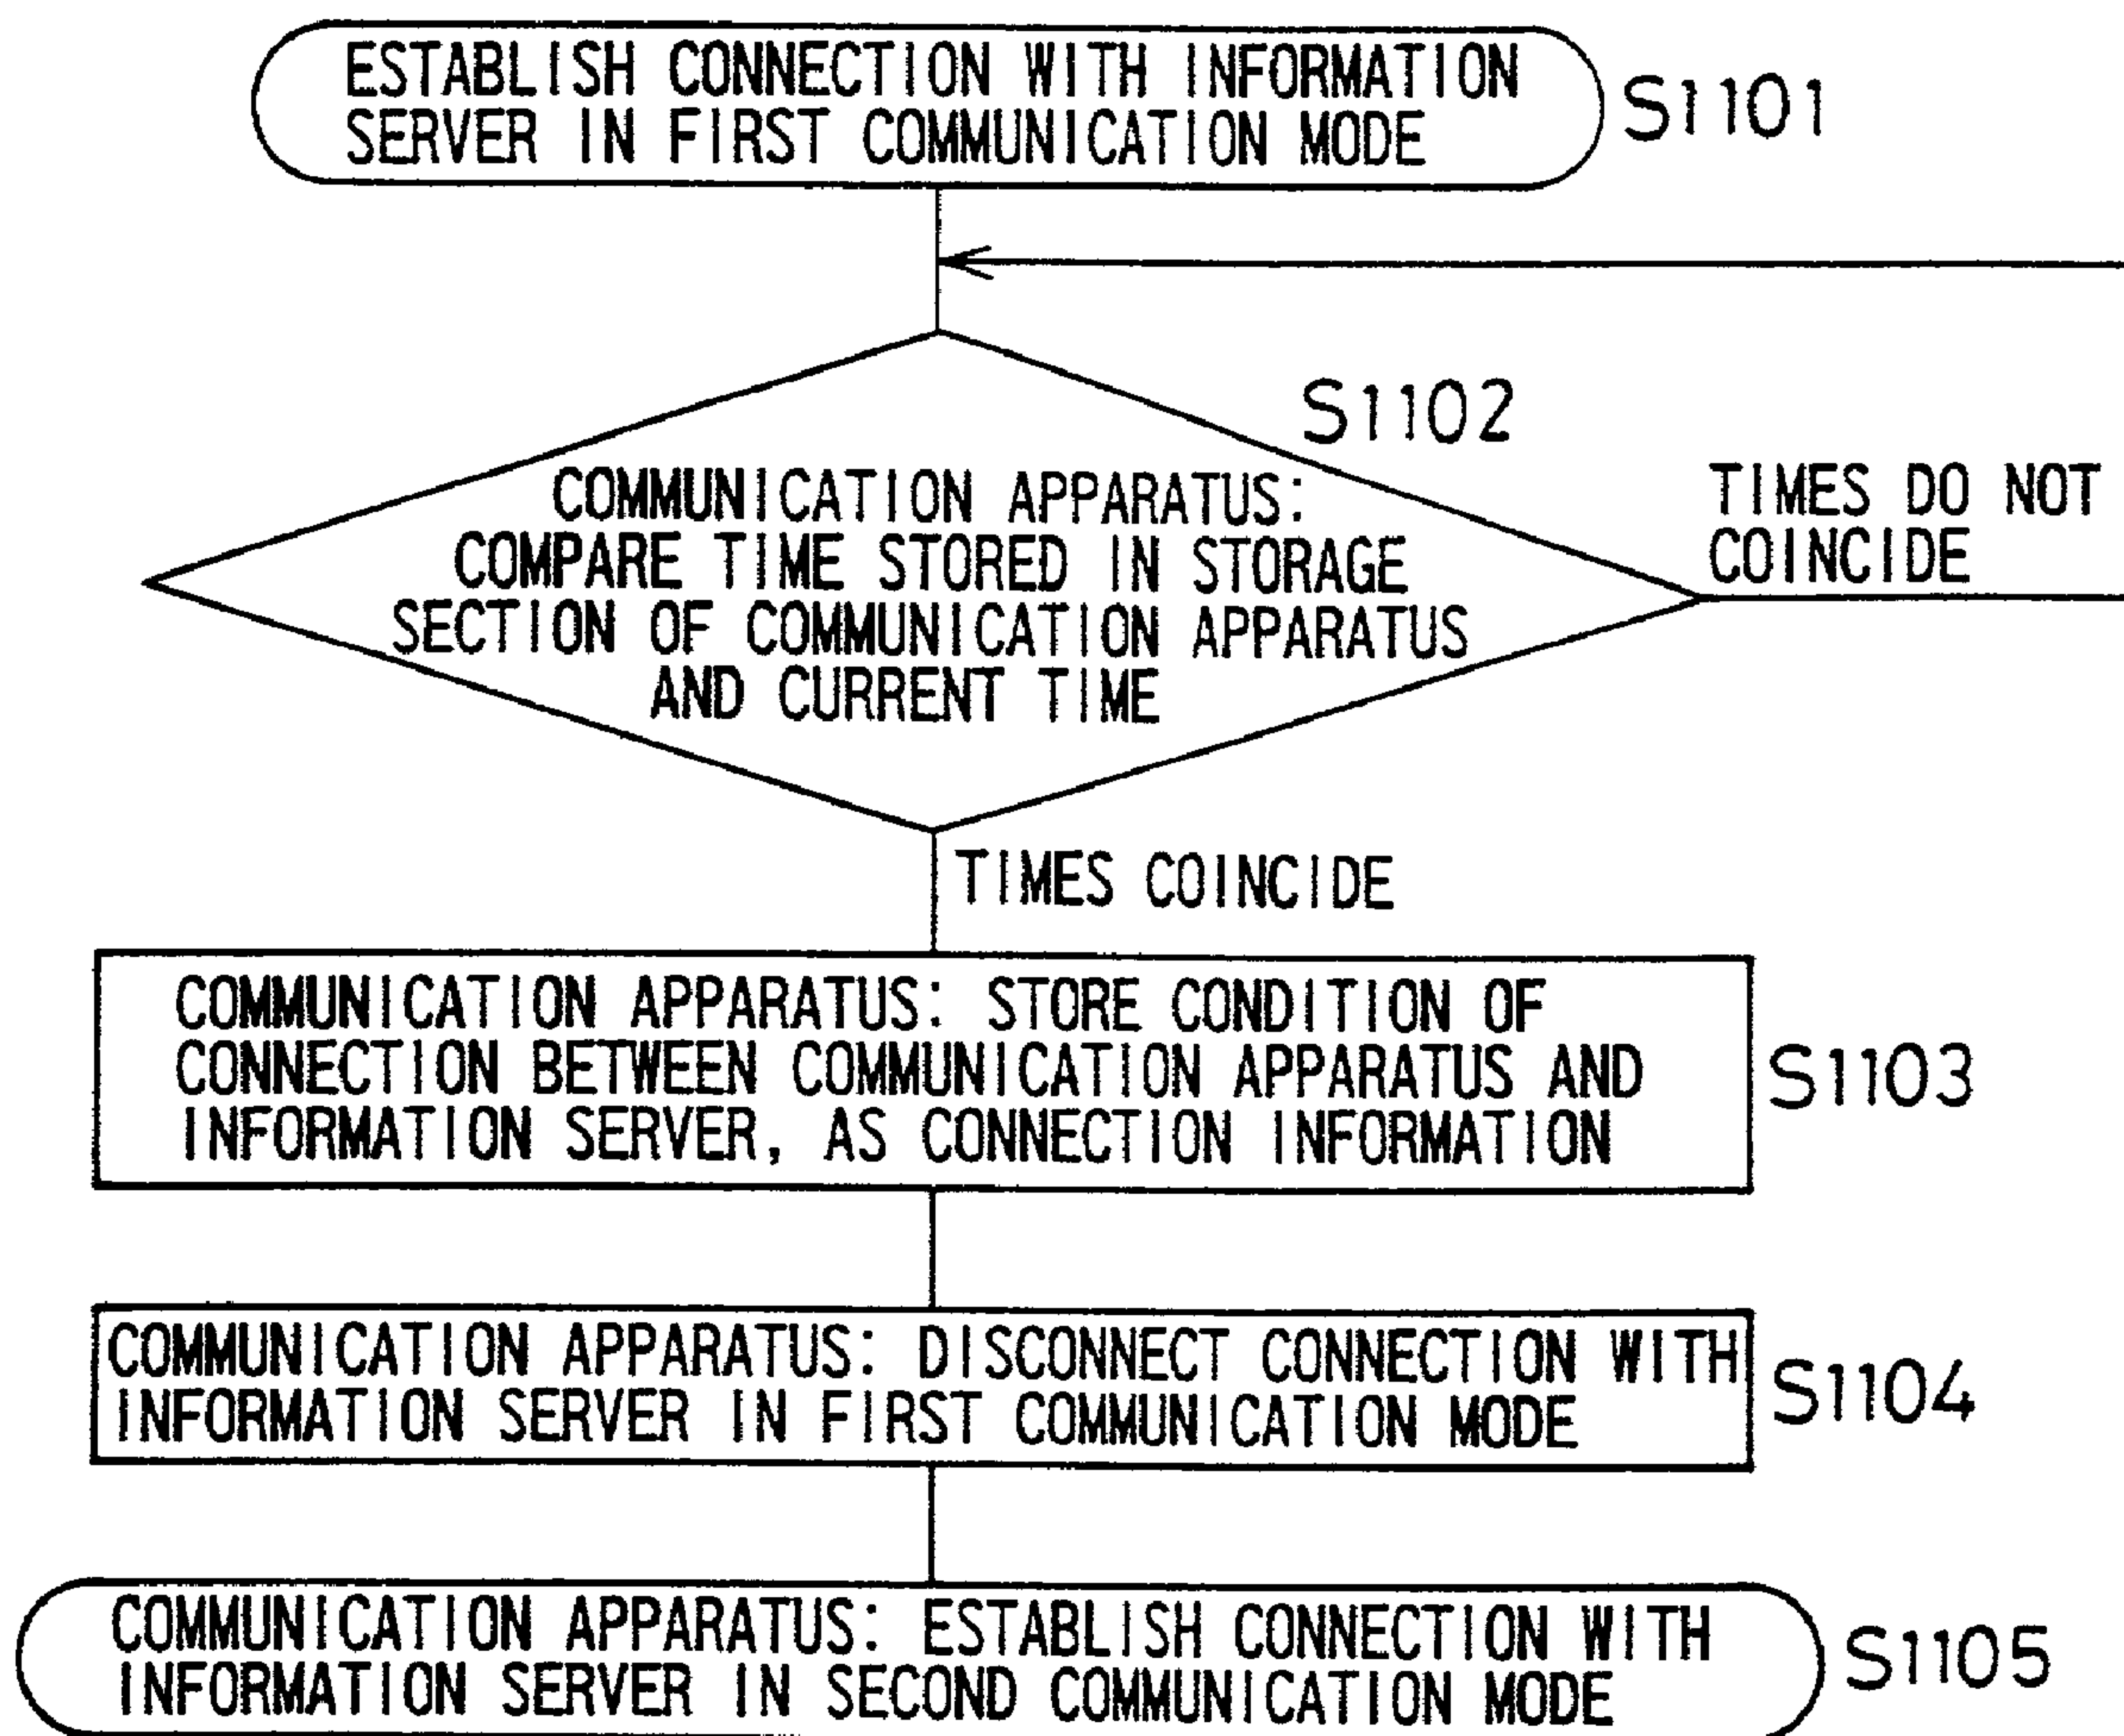 ESTABLISH CONNECTION WITH INFORMATION
SERVER IN FIRST COMMUNICATION MODE
S1101
S1102
COMMUNICATION APPARATUS:
COMPARE TIME STORED IN STORAGE
SECTION OF COMMUNICATION APPARATUS
AND CURRENT TIME
TIMES DO NOT
COINCIDE
TIMES COINCIDE
COMMUNICATION APPARATUS: STORE CONDITION OF
CONNECTION BETWEEN COMMUNICATION APPARATUS AND
INFORMATION SERVER, AS CONNECTION INFORMATION
S1103
COMMUNICATION APPARATUS: DISCONNECT CONNECTION WITH
INFORMATION SERVER IN FIRST COMMUNICATION MODE
S1104
COMMUNICATION APPARATUS: ESTABLISH CONNECTION WITH
INFORMATION SERVER IN SECOND COMMUNICATION MODE
S1105